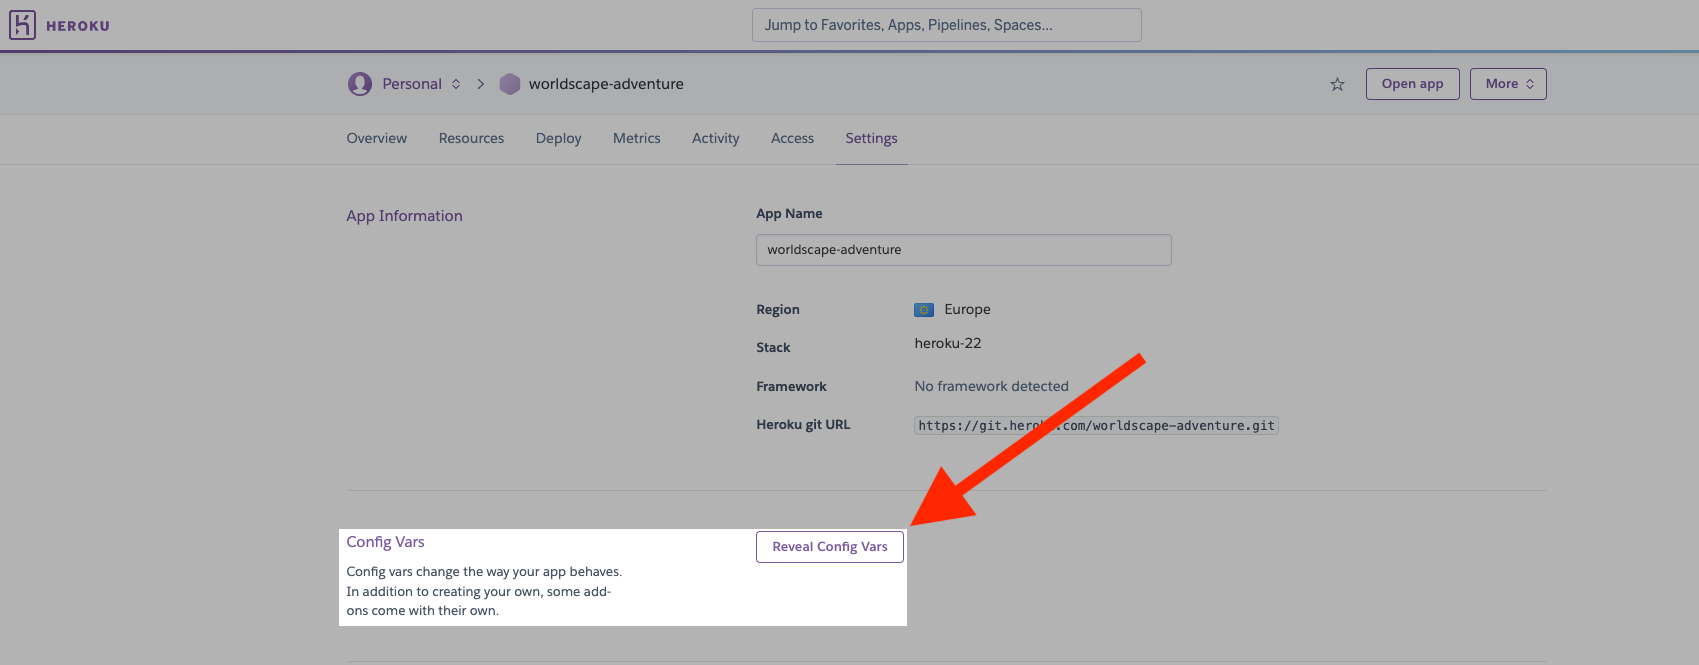 HEROKU
Jump to Favorites, Apps, Pipelines, Spaces...
Personal
worldscape-adventure
Open app
More
Overview
Resources
Deploy
Metrics
Activity
Access
Settings
App Information
App Name
worldscape-adventure
Region
Europe
Stack
heroku-22
Framework
No framework detected
Heroku git URL
https://git.heroku.com/worldscape-adventure.git
Config Vars
Reveal Config Vars
Config vars change the way your app behaves.
In addition to creating your own, some add-
ons come with their own.